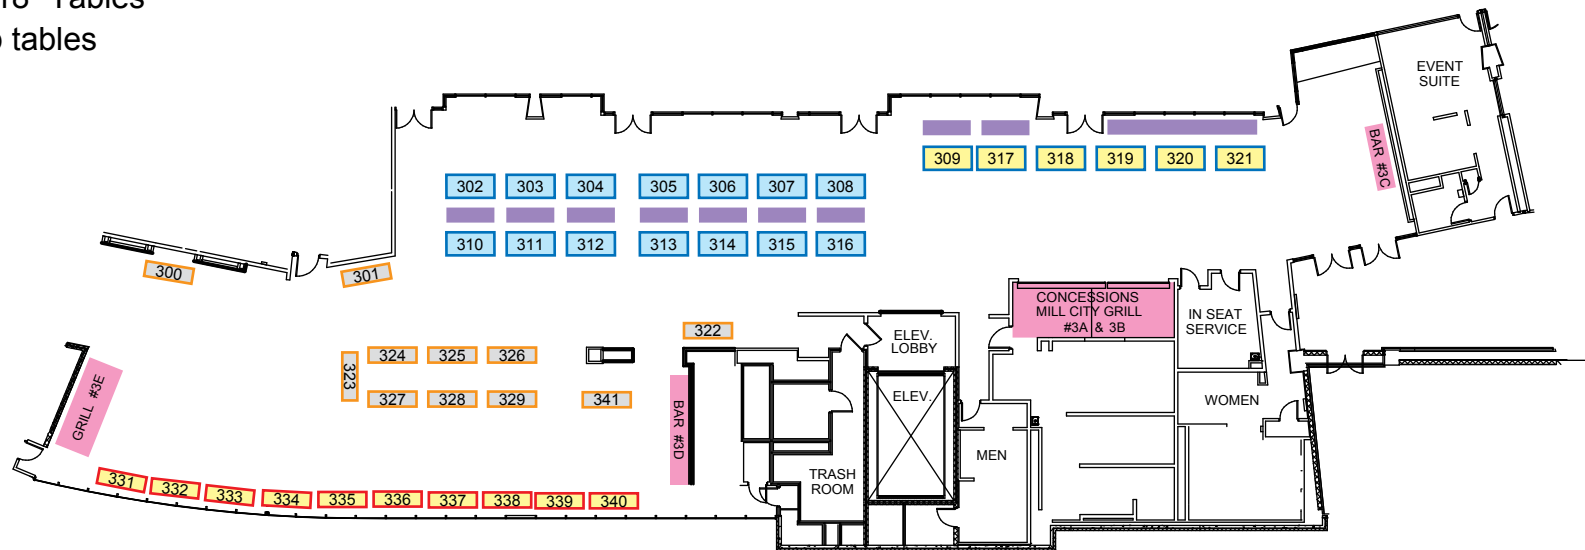 Tables
tables
EVENT
SUITE
BAR #3C
309 317 318 319 320 321
302 303 304 305 306 307 308
310 311 312 313 314 315 316
300
301
CONCESSIONS
MILL CITY GRILL
#3A & 3B
IN SEAT
SERVICE
322
ELEV.
LOBBY
323
324 325 326
327 328 329
341
GRILL #3E
BAR #3D
ELEV.
WOMEN
MEN
TRASH
ROOM
331 332 333 334 335 336 337 338 339 340